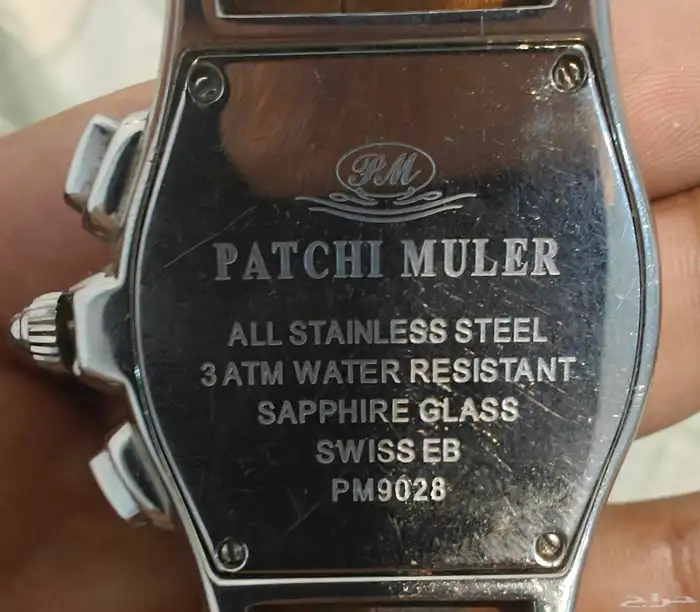 PM
PATCHI MULER
ALL STAINLESS STEEL
3 ATM WATER RESISTANT
SAPPHIRE GLASS
SWISS EB
PM9028
حراج